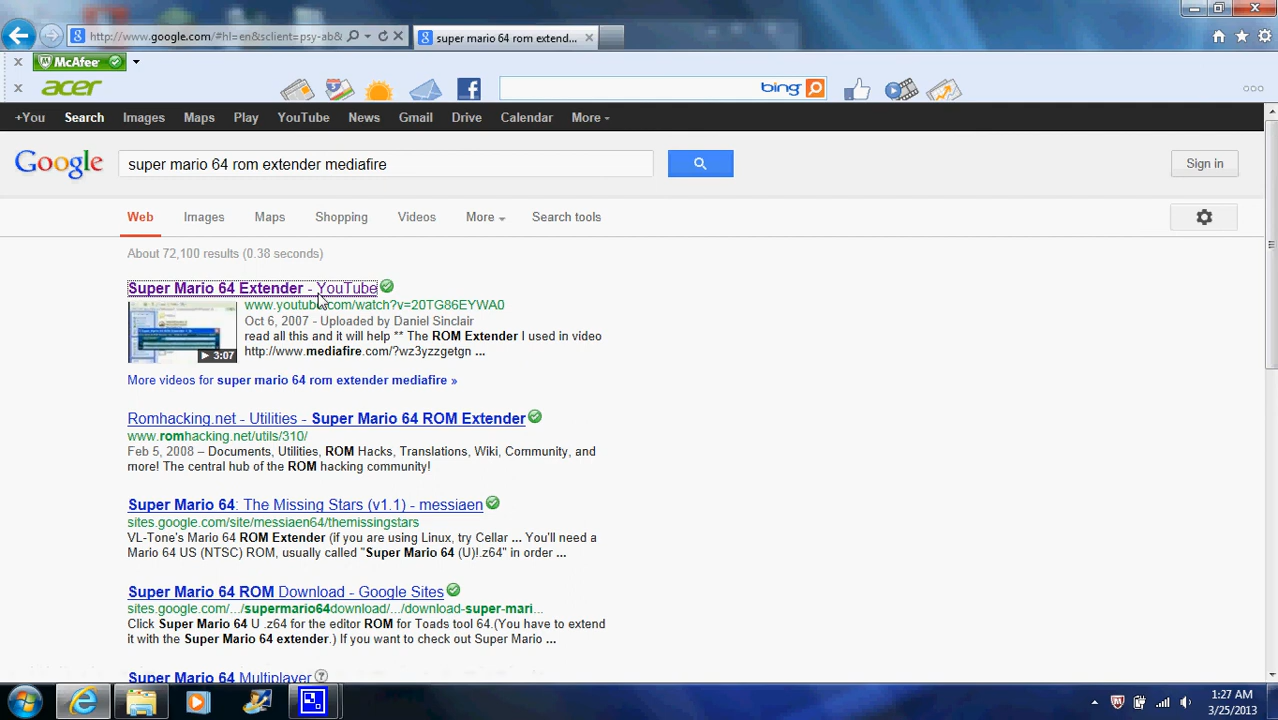 http://www.google.com/#hl=en&sclient=psy-ab&
super mario 64 rom extend...
McAfee
acer
bing
+You Search Images Maps Play YouTube News Gmail Drive Calendar More
Google
super mario 64 rom extender mediafire
Sign in
Web Images Maps Shopping Videos More Search tools
About 72,100 results (0.38 seconds)
Super Mario 64 Extender - YouTube
www.youtube.com/watch?v=20TG86EYWA0
Oct 6, 2007 - Uploaded by Daniel Sinclair
read all this and it will help ** The ROM Extender I used in video
http://www.mediafire.com/?wz3yzzgetgn ...
3:07
More videos for super mario 64 rom extender mediafire »
Romhacking.net - Utilities - Super Mario 64 ROM Extender
www.romhacking.net/utils/310/
Feb 5, 2008 – Documents, Utilities, ROM Hacks, Translations, Wiki, Community, and
more! The central hub of the ROM hacking community!
Super Mario 64: The Missing Stars (v1.1) - messiaen
sites.google.com/site/messiaen64/themissingstars
VL-Tone's Mario 64 ROM Extender (if you are using Linux, try Cellar ... You'll need a
Mario 64 US (NTSC) ROM, usually called "Super Mario 64 (U)!.z64" in order ...
Super Mario 64 ROM Download - Google Sites
sites.google.com/.../supermario64download/.../download-super-mari...
Click Super Mario 64 U .z64 for the editor ROM for Toads tool 64.(You have to extend
it with the Super Mario 64 extender.) If you want to check out Super Mario ...
Super Mario 64 Multiplayer
1:27 AM
3/25/2013